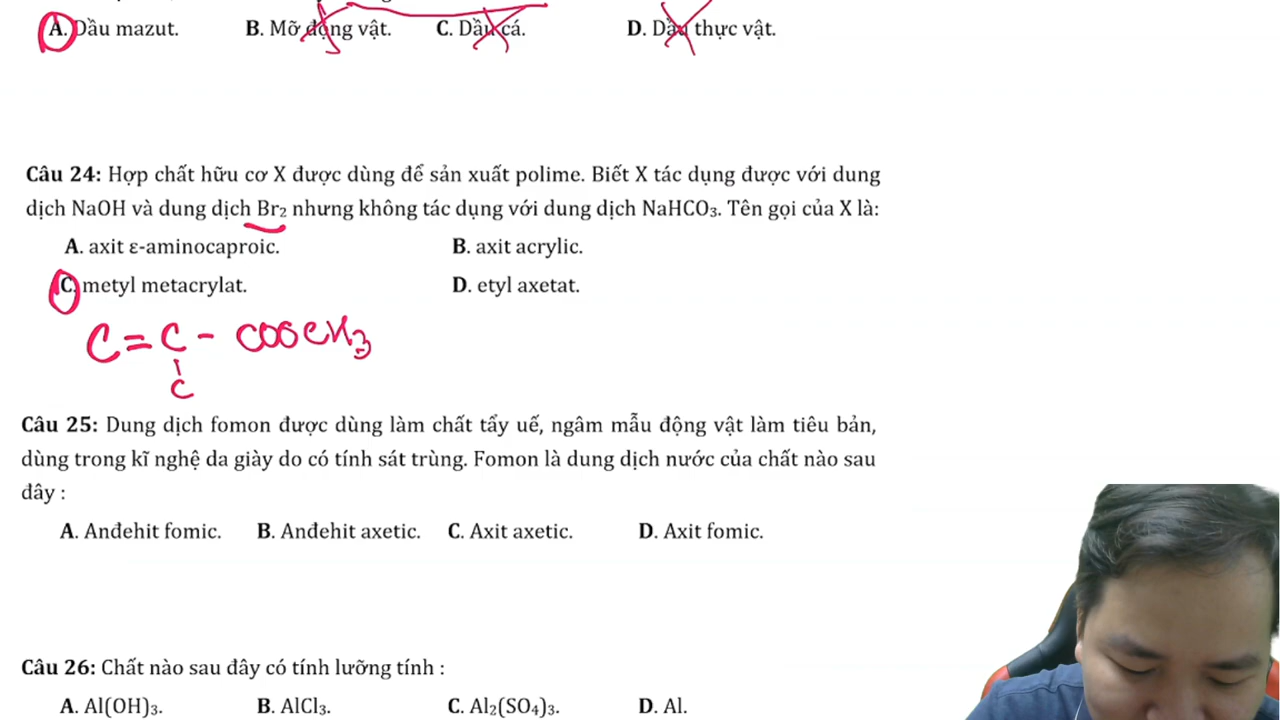 A. Dầu mazut. B. Mỡ động vật. C. Dầu cá. D. Dầu thực vật.
Câu 24: Hợp chất hữu cơ X được dùng để sản xuất polime. Biết X tác dụng được với dung
dịch NaOH và dung dịch Br₂ nhưng không tác dụng với dung dịch NaHCO₃. Tên gọi của X là:
A. axit ε-aminocaproic. B. axit acrylic.
C. metyl metacrylat. D. etyl axetat.
C = C - COOCH₃
C
Câu 25: Dung dịch fomon được dùng làm chất tẩy uế, ngâm mẫu động vật làm tiêu bản,
dùng trong kĩ nghệ da giày do có tính sát trùng. Fomon là dung dịch nước của chất nào sau
đây :
A. Anđehit fomic. B. Anđehit axetic. C. Axit axetic. D. Axit fomic.
Câu 26: Chất nào sau đây có tính lưỡng tính :
A. Al(OH)₃. B. AlCl₃. C. Al₂(SO₄)₃. D. Al.